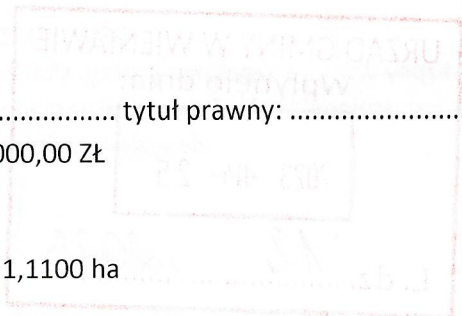 URZĄD GMINY W WIENIAWIE
Wpłynęło dnia:
.................. tytuł prawny: ..........................
000,00 ZŁ
2023 -04- 25
1,1100 ha
L. dz.